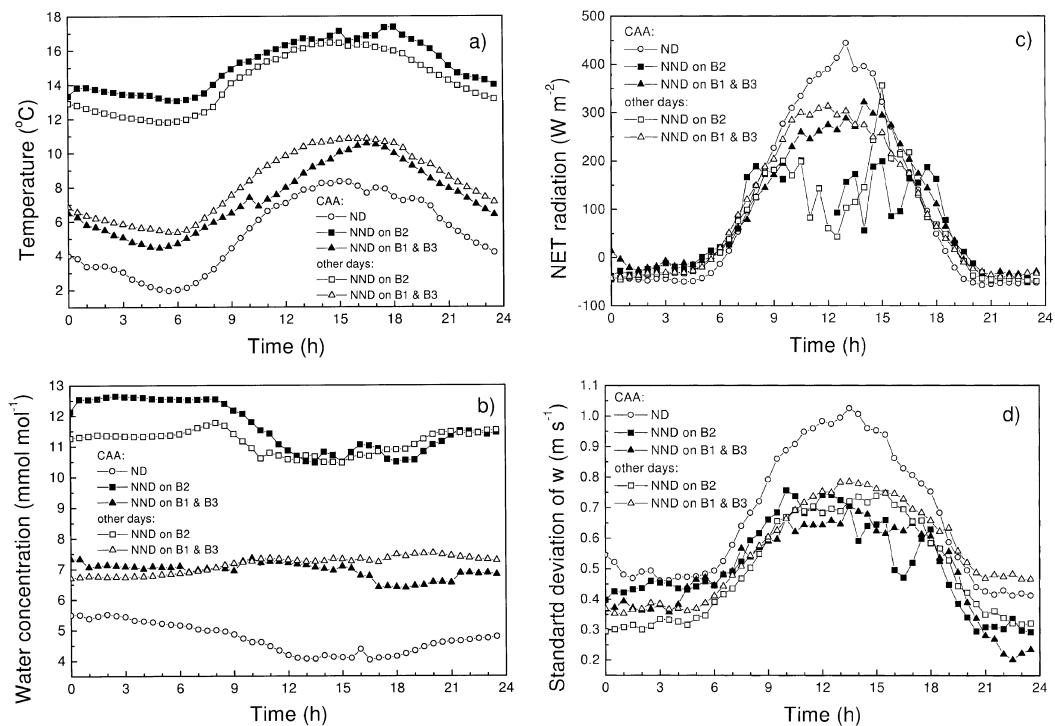 a)
Temperature (°C)
18
16
14
12
10
8
6
4
2
0 3 6 9 12 15 18 21 24
Time (h)
CAA:
ND
NND on B2
NND on B1 & B3
other days:
NND on B2
NND on B1 & B3
c)
NET radiation (W m-2)
500
400
300
200
100
0
-100
0 3 6 9 12 15 18 21 24
Time (h)
CAA:
ND
NND on B2
NND on B1 & B3
other days:
NND on B2
NND on B1 & B3
b)
Water concentration (mmol mol-1)
13
12
11
10
9
8
7
6
5
4
0 3 6 9 12 15 18 21 24
Time (h)
CAA:
ND
NND on B2
NND on B1 & B3
other days:
NND on B2
NND on B1 & B3
d)
Standartd deviation of w (m s-1)
1.1
1.0
0.9
0.8
0.7
0.6
0.5
0.4
0.3
0.2
0 3 6 9 12 15 18 21 24
Time (h)
CAA:
ND
NND on B2
NND on B1 & B3
other days:
NND on B2
NND on B1 & B3